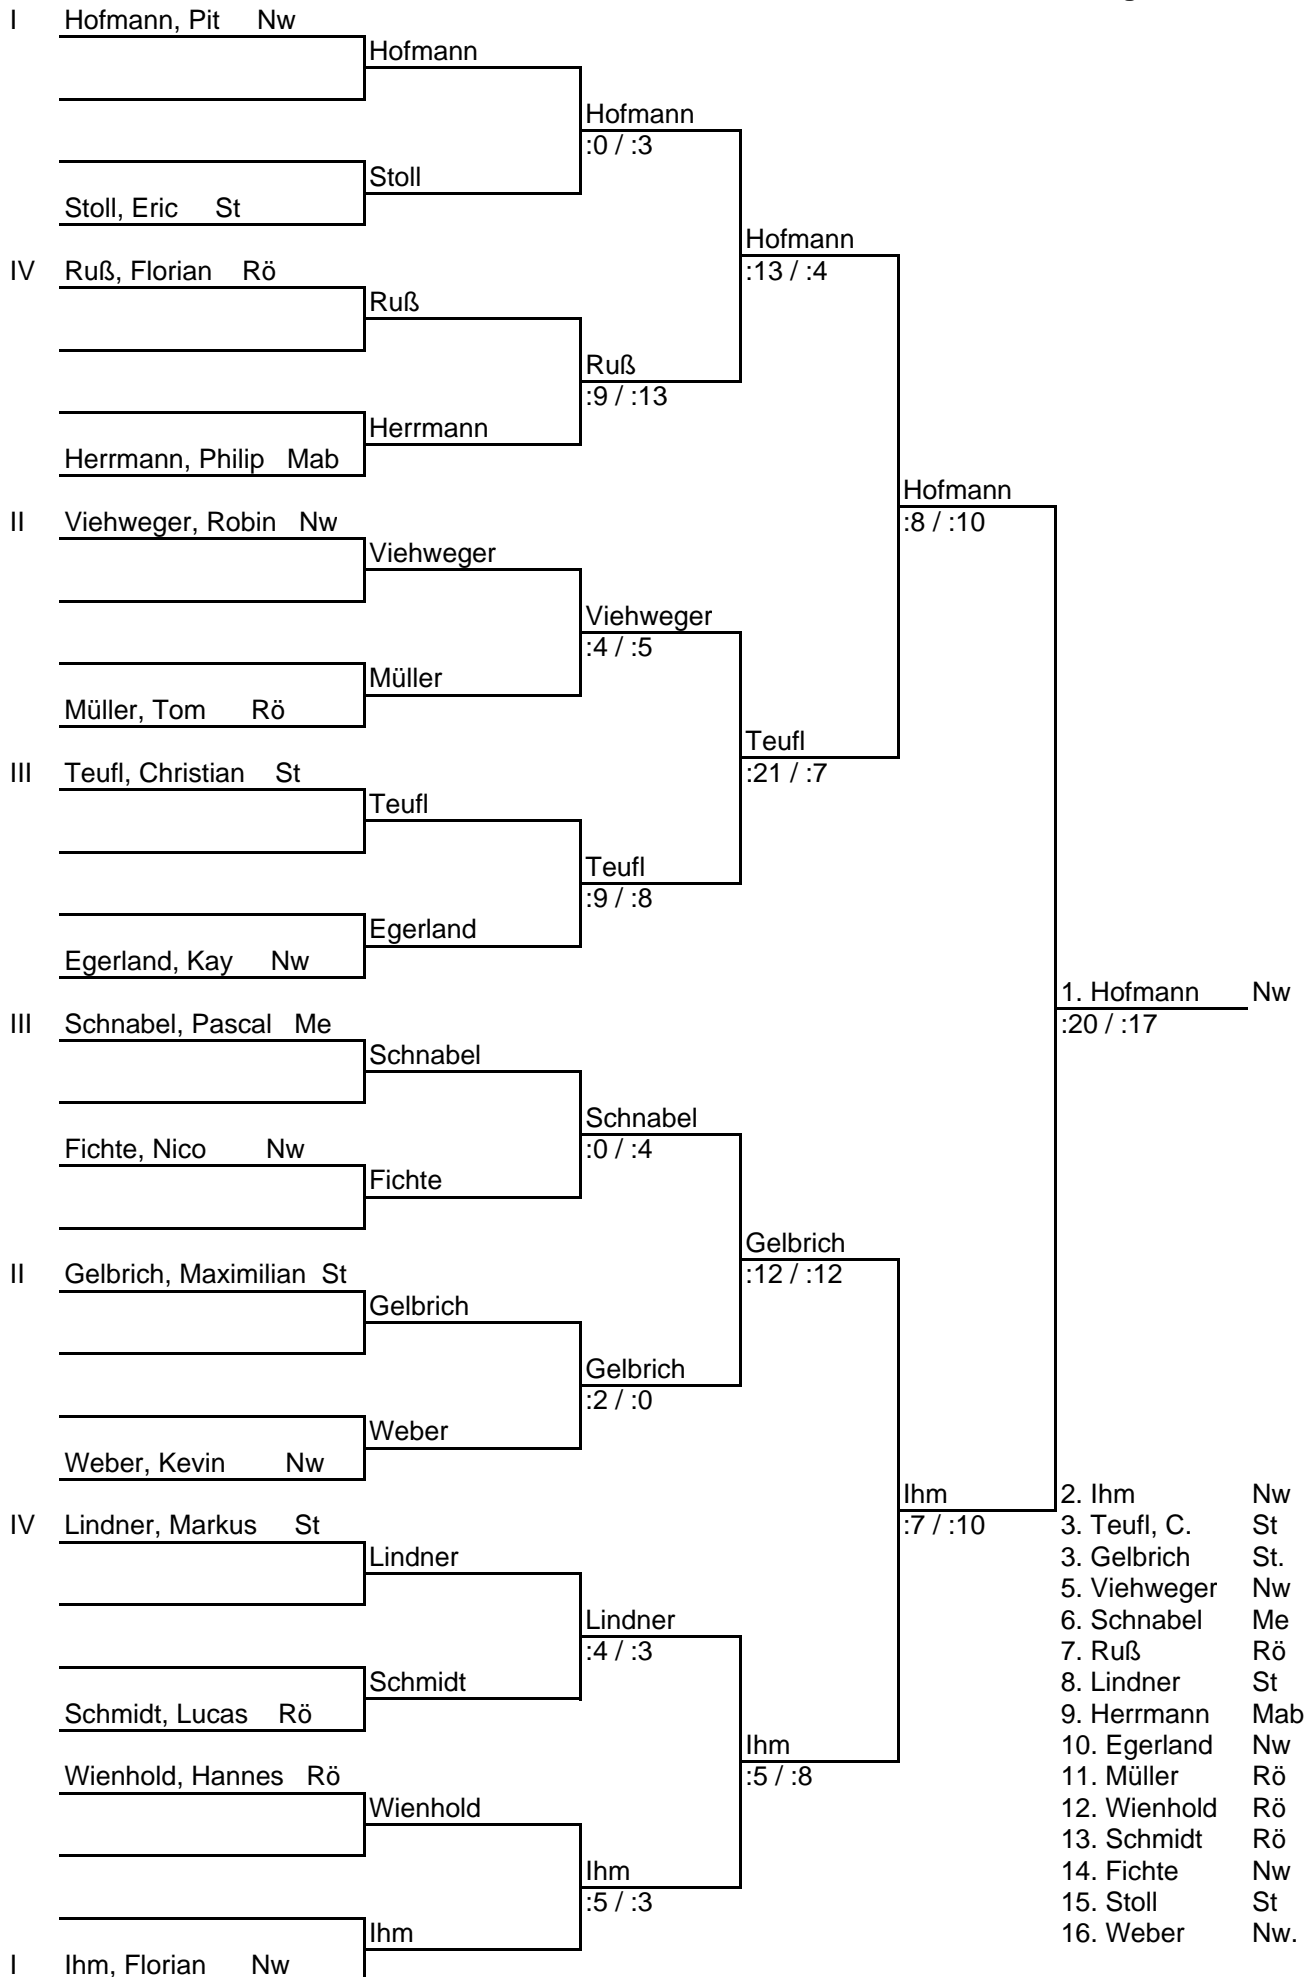 g
I Hofmann, Pit Nw
Hofmann
Hofmann
:0 / :3
Stoll
Stoll, Eric St
Hofmann
:13 / :4
IV Ruß, Florian Rö
Ruß
Ruß
:9 / :13
Herrmann
Herrmann, Philip Mab
Hofmann
:8 / :10
II Viehweger, Robin Nw
Viehweger
Viehweger
:4 / :5
Müller
Müller, Tom Rö
Teufl
:21 / :7
III Teufl, Christian St
Teufl
Teufl
:9 / :8
Egerland
Egerland, Kay Nw
1. Hofmann Nw
:20 / :17
III Schnabel, Pascal Me
Schnabel
Schnabel
:0 / :4
Fichte, Nico Nw
Fichte
Gelbrich
:12 / :12
II Gelbrich, Maximilian St
Gelbrich
Gelbrich
:2 / :0
Weber
Weber, Kevin Nw
Ihm
:7 / :10
IV Lindner, Markus St
Lindner
Lindner
:4 / :3
Schmidt
Schmidt, Lucas Rö
Ihm
:5 / :8
Wienhold, Hannes Rö
Wienhold
Ihm
:5 / :3
Ihm
I Ihm, Florian Nw
2. Ihm Nw
3. Teufl, C. St
3. Gelbrich St.
5. Viehweger Nw
6. Schnabel Me
7. Ruß Rö
8. Lindner St
9. Herrmann Mab
10. Egerland Nw
11. Müller Rö
12. Wienhold Rö
13. Schmidt Rö
14. Fichte Nw
15. Stoll St
16. Weber Nw.